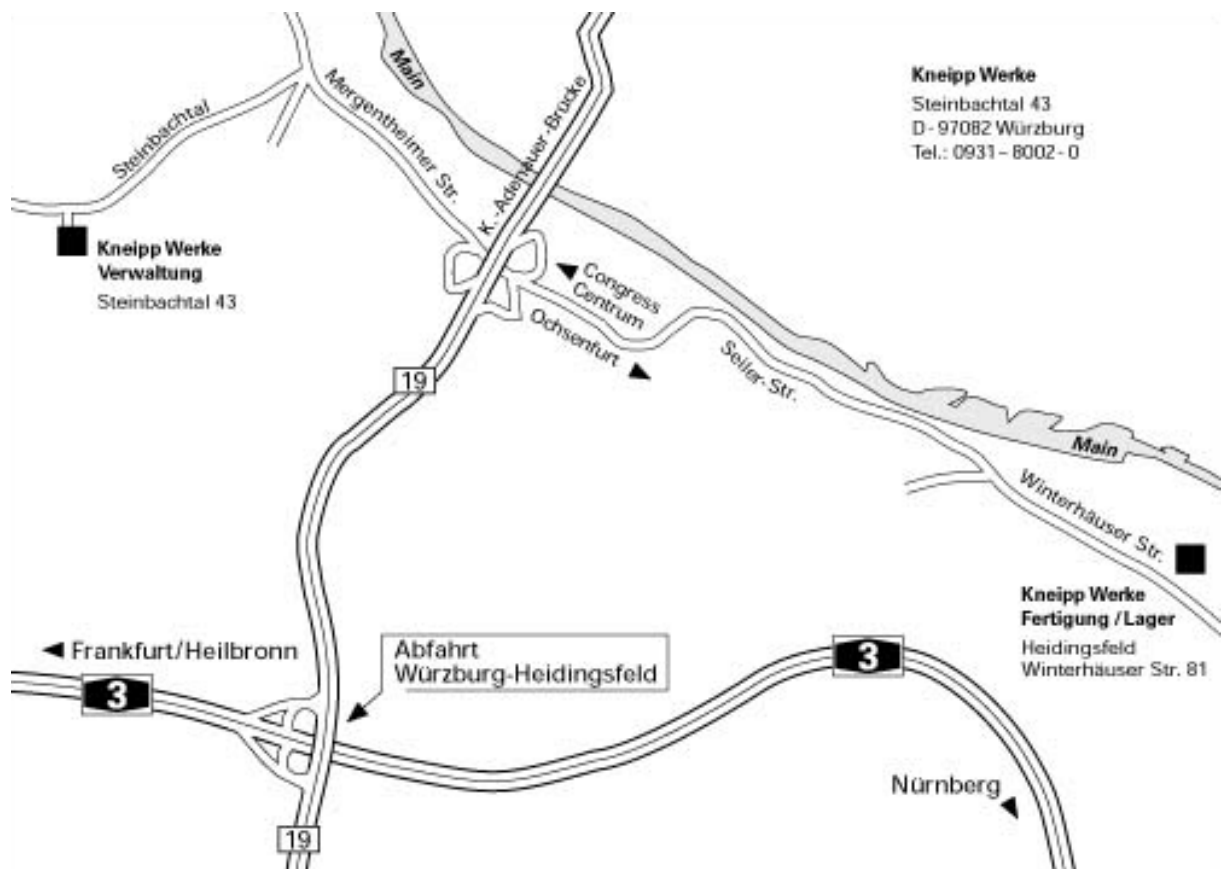 Main
Kneipp Werke
Steinbachtal 43
D-97082 Würzburg
Tel.: 0931-8002-0
Mergentheimer Str.
Steinbachtal
K.-Adenauer-Brücke
Kneipp Werke
Verwaltung
Steinbachtal 43
Congress
Centrum
Ochsenfurt
Seiler-Str.
19
Main
Winterhäuser Str.
Kneipp Werke
Fertigung/Lager
Heidingsfeld
Winterhäuser Str. 81
Frankfurt/Heilbronn
Abfahrt
Würzburg-Heidingsfeld
3
3
Nürnberg
19